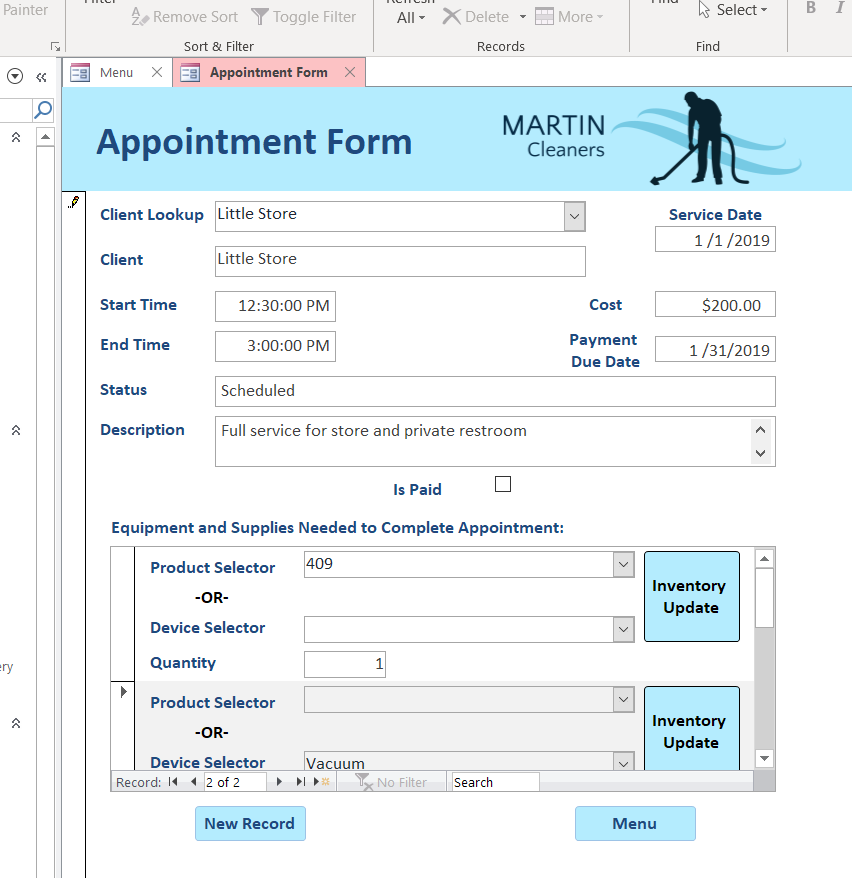 Painter
Filter
Remove Sort
Toggle Filter
Sort & Filter
Refresh
All
Delete
More
Records
Find
Select
Find
B I
Menu
Appointment Form
Appointment Form
MARTIN
Cleaners
Client Lookup
Little Store
Service Date
1 /1 /2019
Client
Little Store
Start Time
12:30:00 PM
Cost
$200.00
End Time
3:00:00 PM
Payment
Due Date
1 /31/2019
Status
Scheduled
Description
Full service for store and private restroom
Is Paid
Equipment and Supplies Needed to Complete Appointment:
Product Selector
409
Inventory
Update
-OR-
Device Selector
Quantity
1
Product Selector
Inventory
Update
-OR-
Device Selector
Vacuum
ery
Record:
2 of 2
No Filter
Search
New Record
Menu